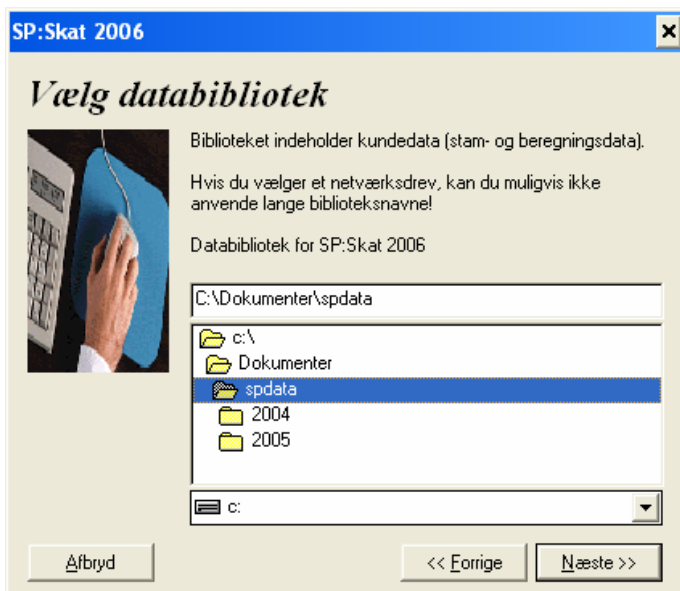 SP:Skat 2006
Vælg databibliotek
Biblioteket indeholder kundedata (stam- og beregningsdata).
Hvis du vælger et netværksdrev, kan du muligvis ikke
anvende lange biblioteksnavne!
Databibliotek for SP:Skat 2006
C:\Dokumenter\spdata
c:\
Dokumenter
spdata
2004
2005
c:
Afbryd
<< Forrige
Næste >>